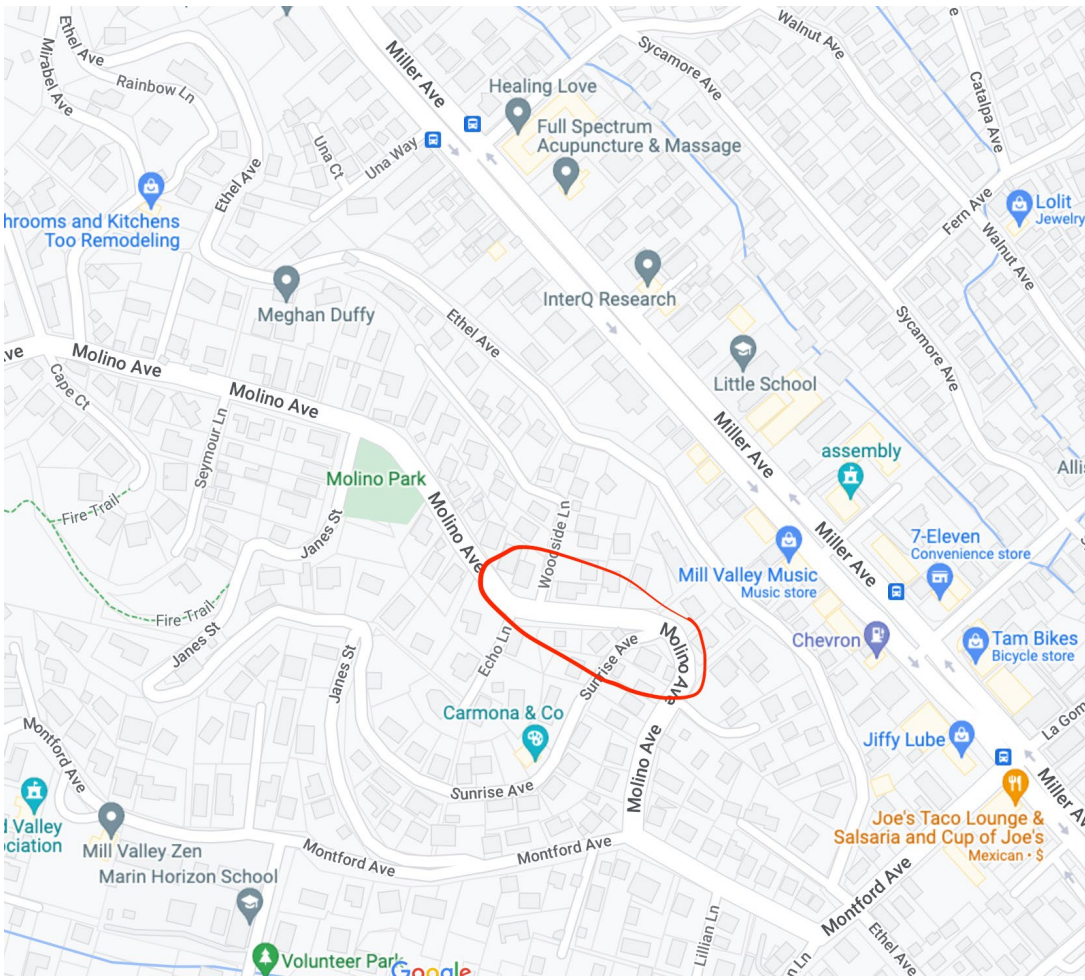 Ethel Ave
Mirabel Ave
Rainbow Ln
Miller Ave
Walnut Ave
Sycamore Ave
Catalpa Ave
Healing Love
Full Spectrum
Acupuncture & Massage
Una Ct
Una Way
Ethel Ave
Fern Ave
Lolit
Jewelry
Walnut Ave
hrooms and Kitchens
Too Remodeling
InterQ Research
Meghan Duffy
Ethel Ave
Sycamore Ave
ve
Molino Ave
Cape Ct
Molino Ave
Little School
Seymour Ln
Miller Ave
assembly
Allis
Molino Park
Fire Trail
Molino Ave
Janes St
Woodside Ln
Miller Ave
7-Eleven
Convenience store
Mill Valley Music
Music store
Fire Trail
Janes St
Echo Ln
Sunrise Ave
Molino Ave
Chevron
Tam Bikes
Bicycle store
Janes St
Carmona & Co
Molino Ave
La Gom
Jiffy Lube
Montford Ave
Sunrise Ave
Miller Av
d Valley
ociation
Mill Valley Zen
Montford Ave
Montford Ave
Joe's Taco Lounge &
Salsaria and Cup of Joe's
Mexican • $
Marin Horizon School
Montford Ave
Lillian Ln
Ethel Ave
n Ln
Volunteer Park
Google